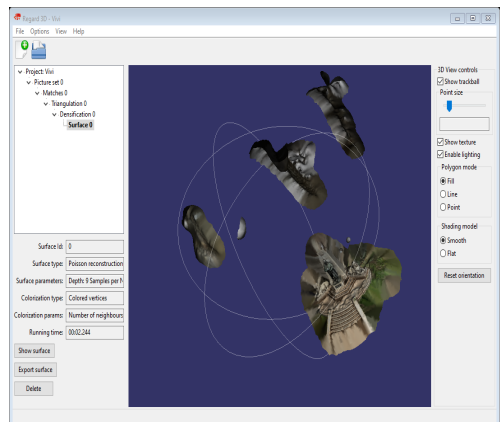 Regard 3D - Vivi
File Options View Help
Project: Vivi
Picture set 0
Matches 0
Triangulation 0
Densification 0
Surface 0
Surface Id: 0
Surface type: Poisson reconstruction
Surface parameters: Depth: 9 Samples per N
Colorization type: Colored vertices
Colorization params: Number of neighbours
Running time: 00:02.244
Show surface
Export surface
Delete
3D View controls
Show trackball
Point size
Show texture
Enable lighting
Polygon mode
Fill
Line
Point
Shading model
Smooth
Flat
Reset orientation